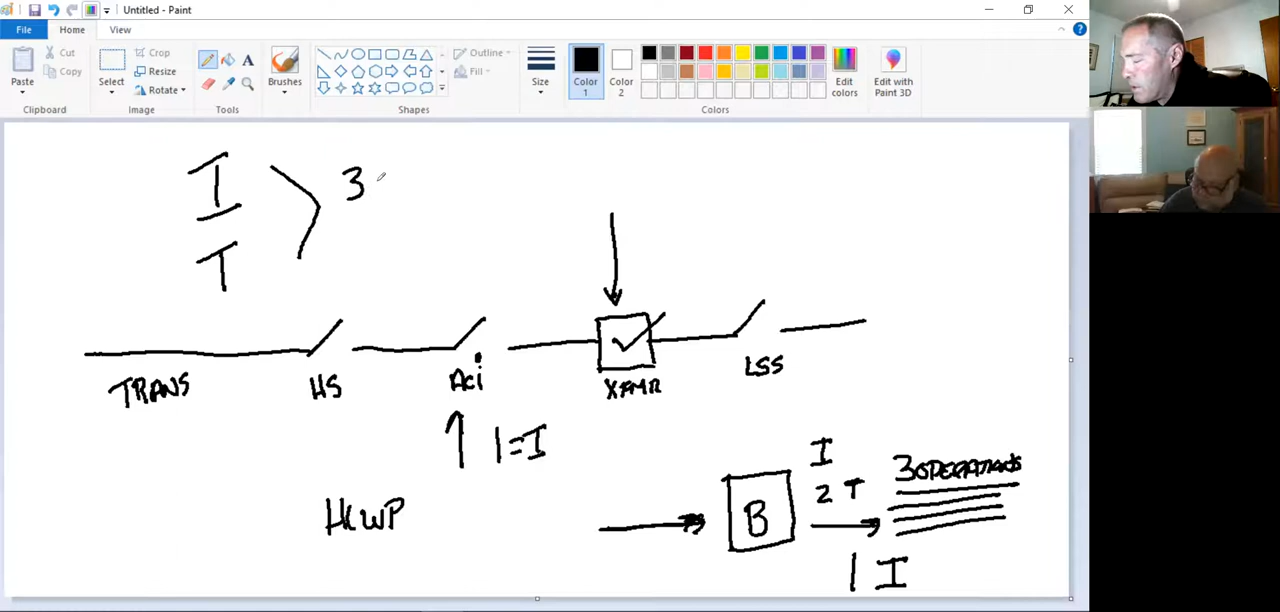 Untitled - Paint
File
Home
View
Paste
Cut
Copy
Clipboard
Select
Crop
Resize
Rotate
Image
A
Tools
Brushes
Shapes
Outline
Fill
Size
Color 1
Color 2
Edit colors
Colors
Edit with Paint 3D
I
T
3
TRANS
HS
Aci
XFMR
LSS
1=I
HLWP
B
I
2 T
3 OPERATIONS
1 I